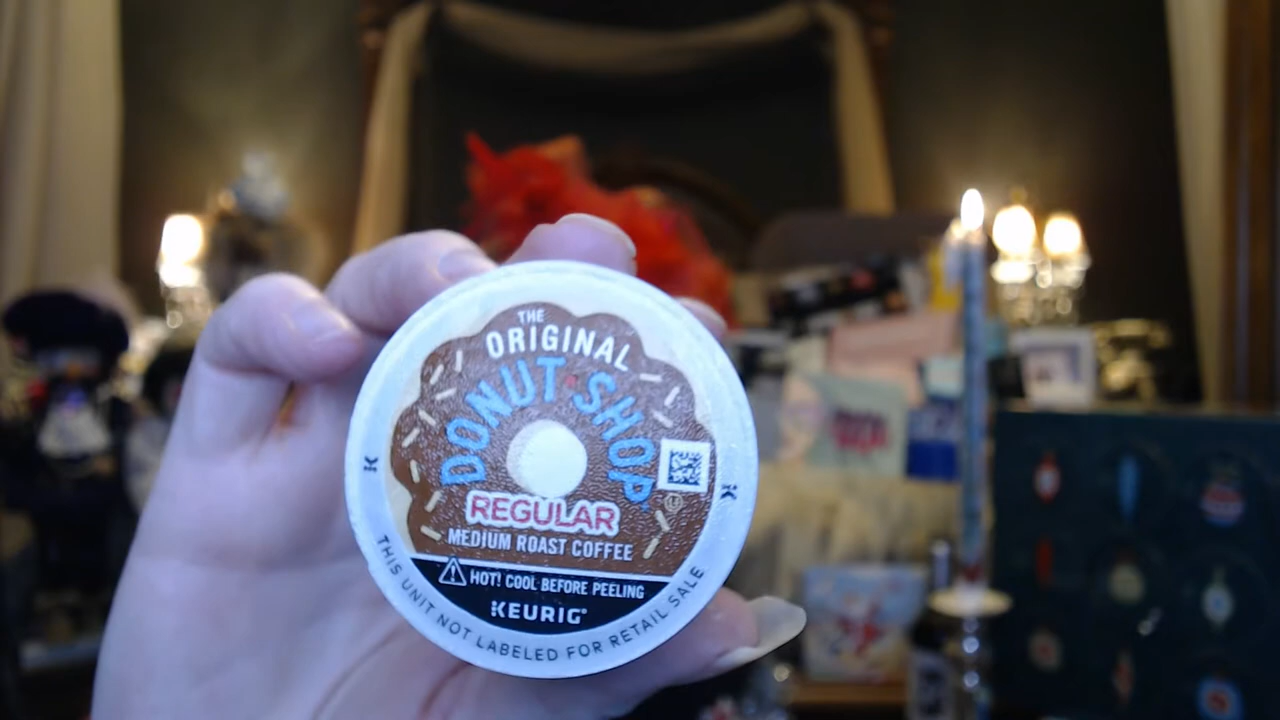 THE
ORIGINAL
DONUT SHOP
REGULAR
MEDIUM ROAST COFFEE
HOT! COOL BEFORE PEELING
KEURIG®
THIS UNIT NOT LABELED FOR RETAIL SALE
K
K